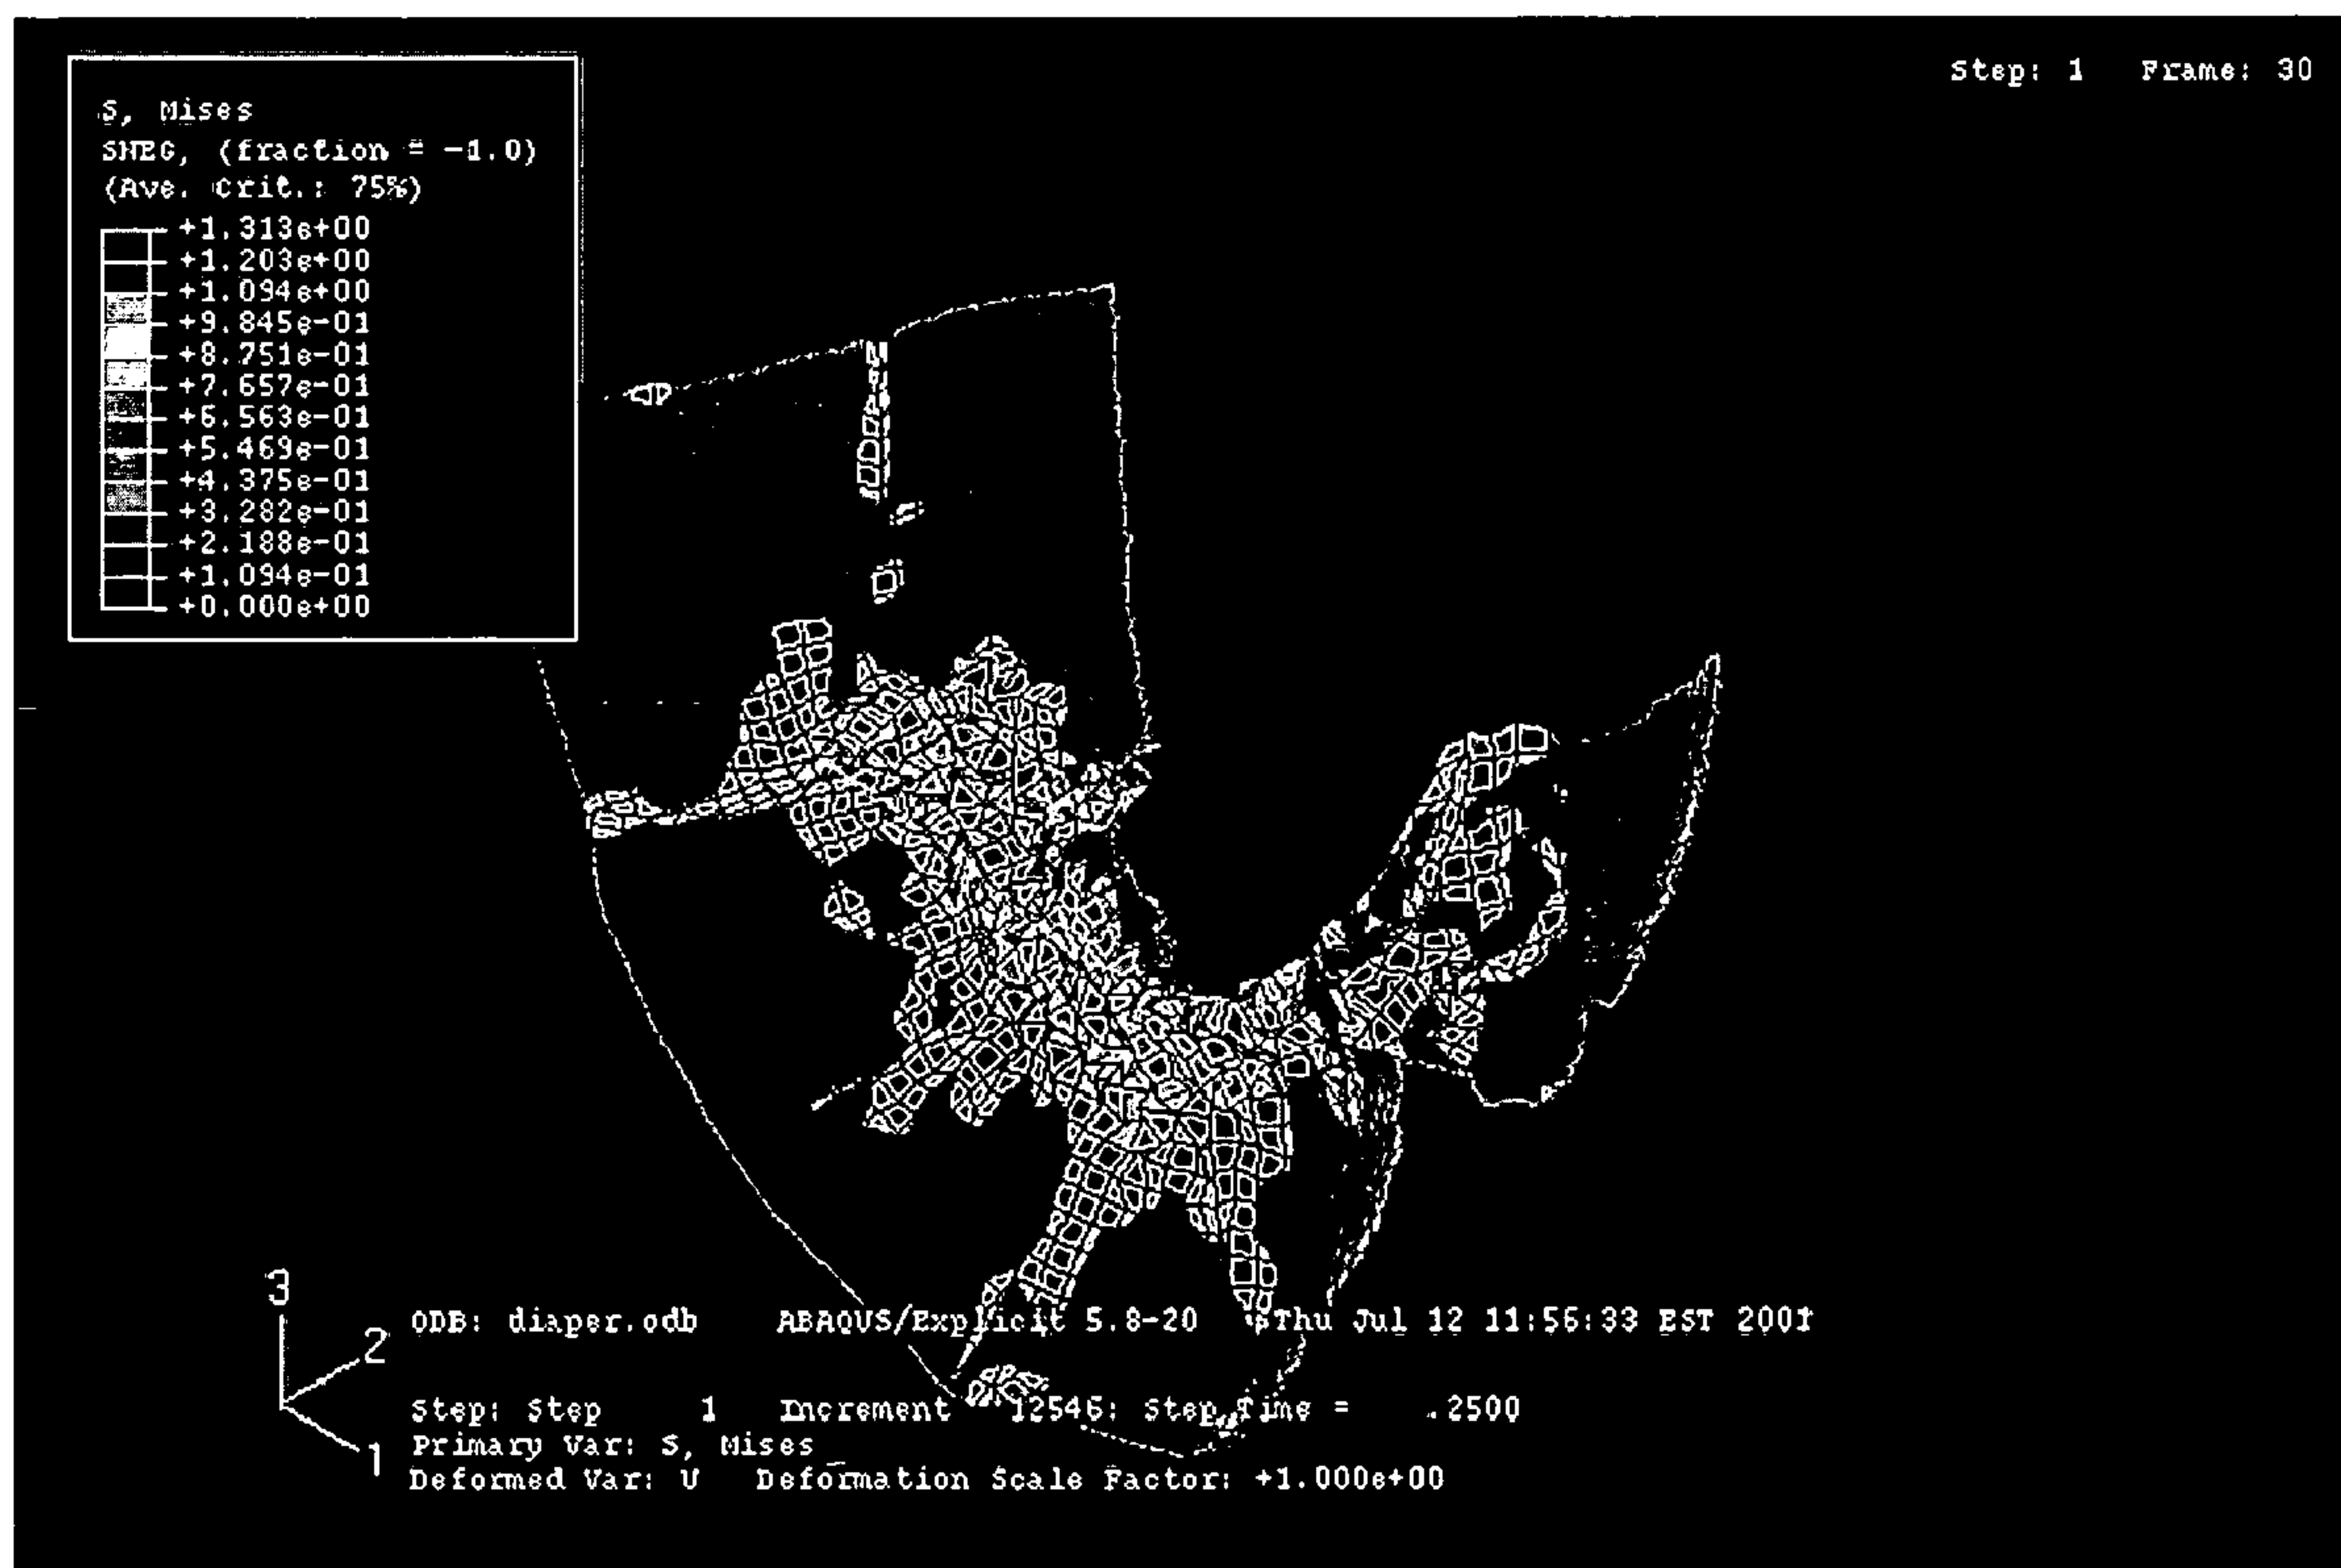 Step: 1 Frame: 30
S, Mises
SNEG, (fraction = -1.0)
(Ave. Crit.: 75%)
+1.313e+00
+1.203e+00
+1.094e+00
+9.845e-01
+8.751e-01
+7.657e-01
+6.563e-01
+5.469e-01
+4.375e-01
+3.282e-01
+2.188e-01
+1.094e-01
+0.000e+00
3
2
1
ODB: diaper.odb ABAQUS/Explicit 5.8-20 Thu Jul 12 11:56:33 EST 2001
Step: Step 1 Increment 12546: Step Time = .2500
Primary Var: S, Mises
Deformed Var: U Deformation Scale Factor: +1.000e+00